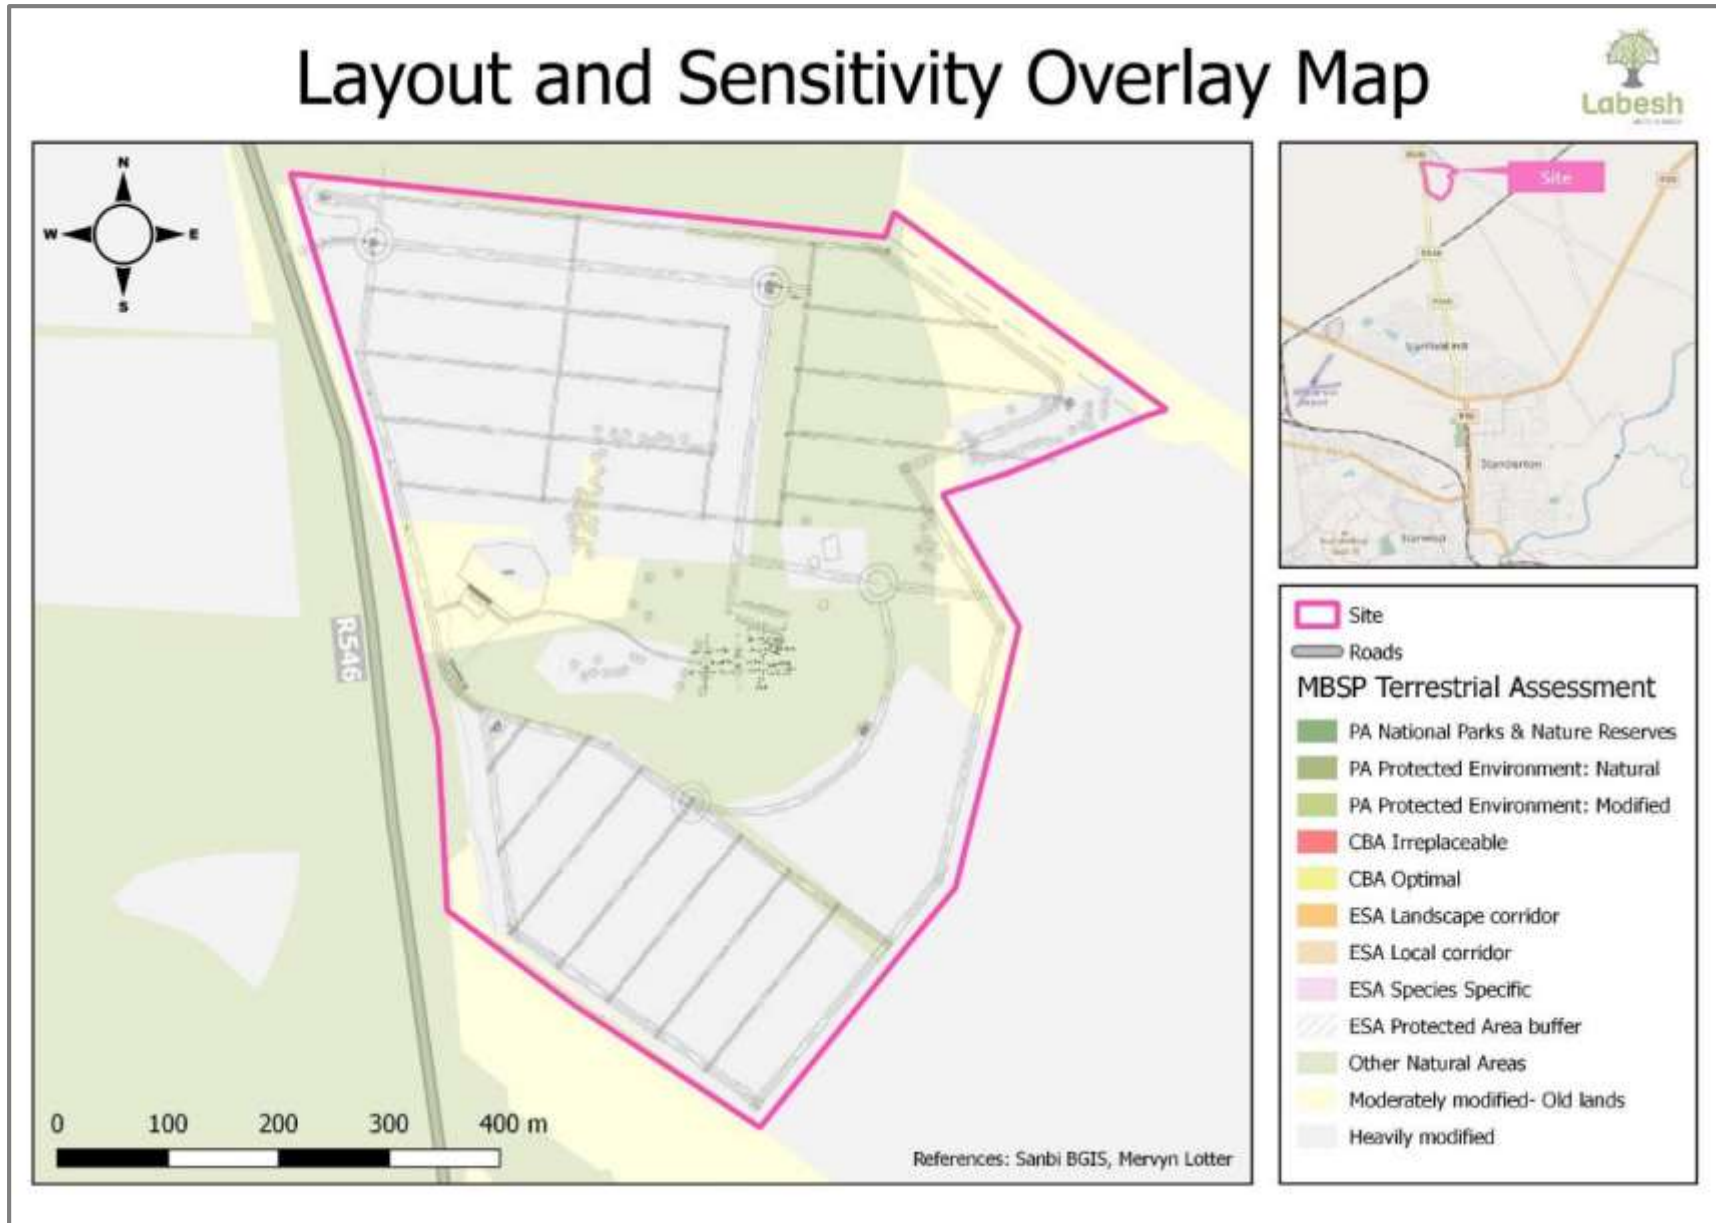 Layout and Sensitivity Overlay Map
Labesh
N
W
E
S
R546
0 100 200 300 400 m
References: Sanbi BGIS, Mervyn Lotter
Site
Standerton
Site
Roads
MBSP Terrestrial Assessment
PA National Parks & Nature Reserves
PA Protected Environment: Natural
PA Protected Environment: Modified
CBA Irreplaceable
CBA Optimal
ESA Landscape corridor
ESA Local corridor
ESA Species Specific
ESA Protected Area buffer
Other Natural Areas
Moderately modified- Old lands
Heavily modified